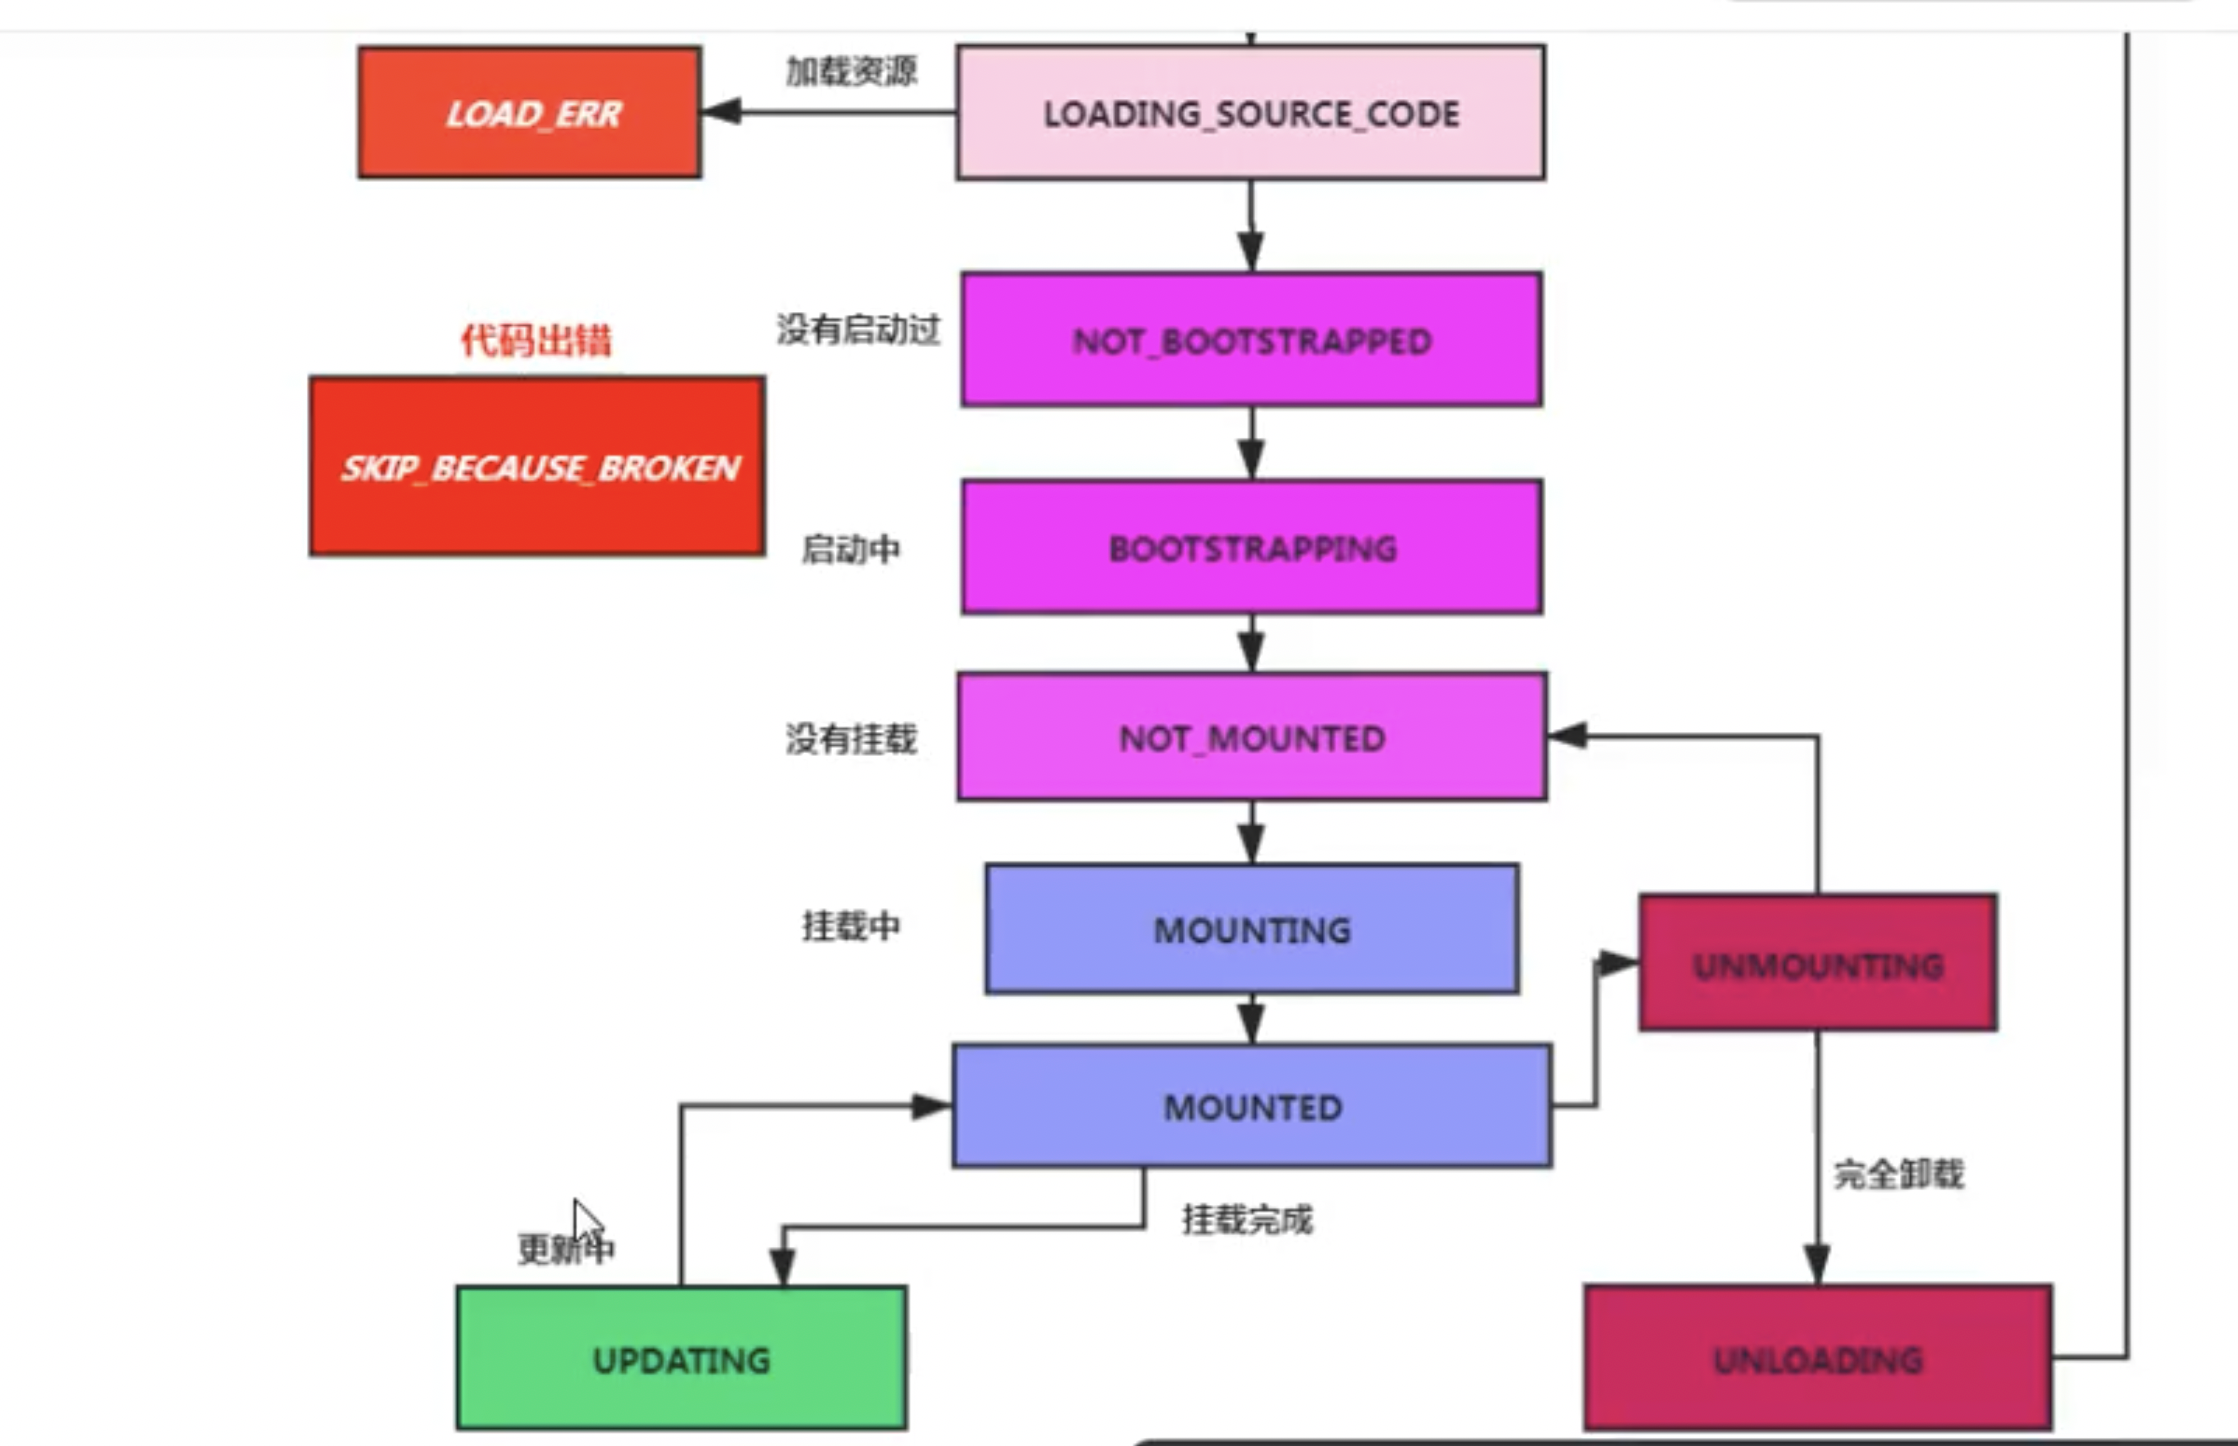 加载资源
LOAD_ERR
LOADING_SOURCE_CODE
没有启动过
代码出错
NOT_BOOTSTRAPPED
SKIP_BECAUSE_BROKEN
启动中
BOOTSTRAPPING
没有挂载
NOT_MOUNTED
挂载中
MOUNTING
UNMOUNTING
MOUNTED
完全卸载
挂载完成
更新中
UPDATING
UNLOADING